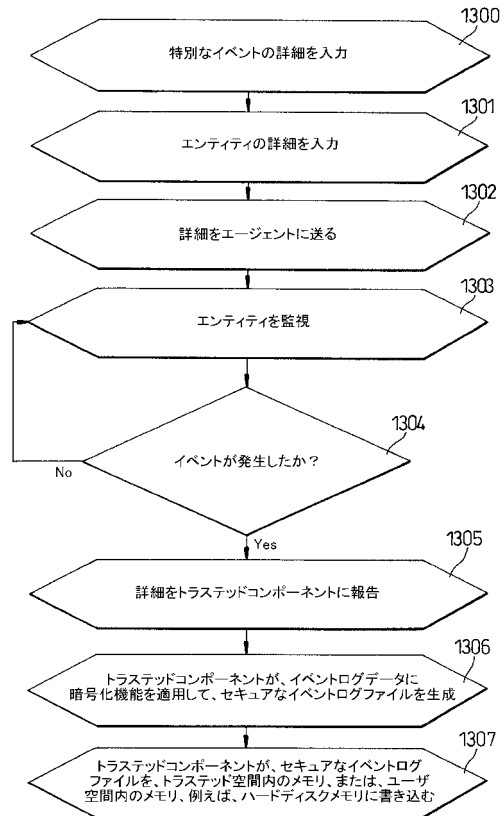 1300
特別なイベントの詳細を入力
1301
エンティティの詳細を入力
1302
詳細をエージェントに送る
1303
エンティティを監視
1304
イベントが発生したか？
No
Yes
1305
詳細をトラステッドコンポーネントに報告
1306
トラステッドコンポーネントが、イベントログデータに
暗号化機能を適用して、セキュアなイベントログファイルを生成
1307
トラステッドコンポーネントが、セキュアなイベントログ
ファイルを、トラステッド空間内のメモリ、または、ユーザ
空間内のメモリ、例えば、ハードディスクメモリに書き込む